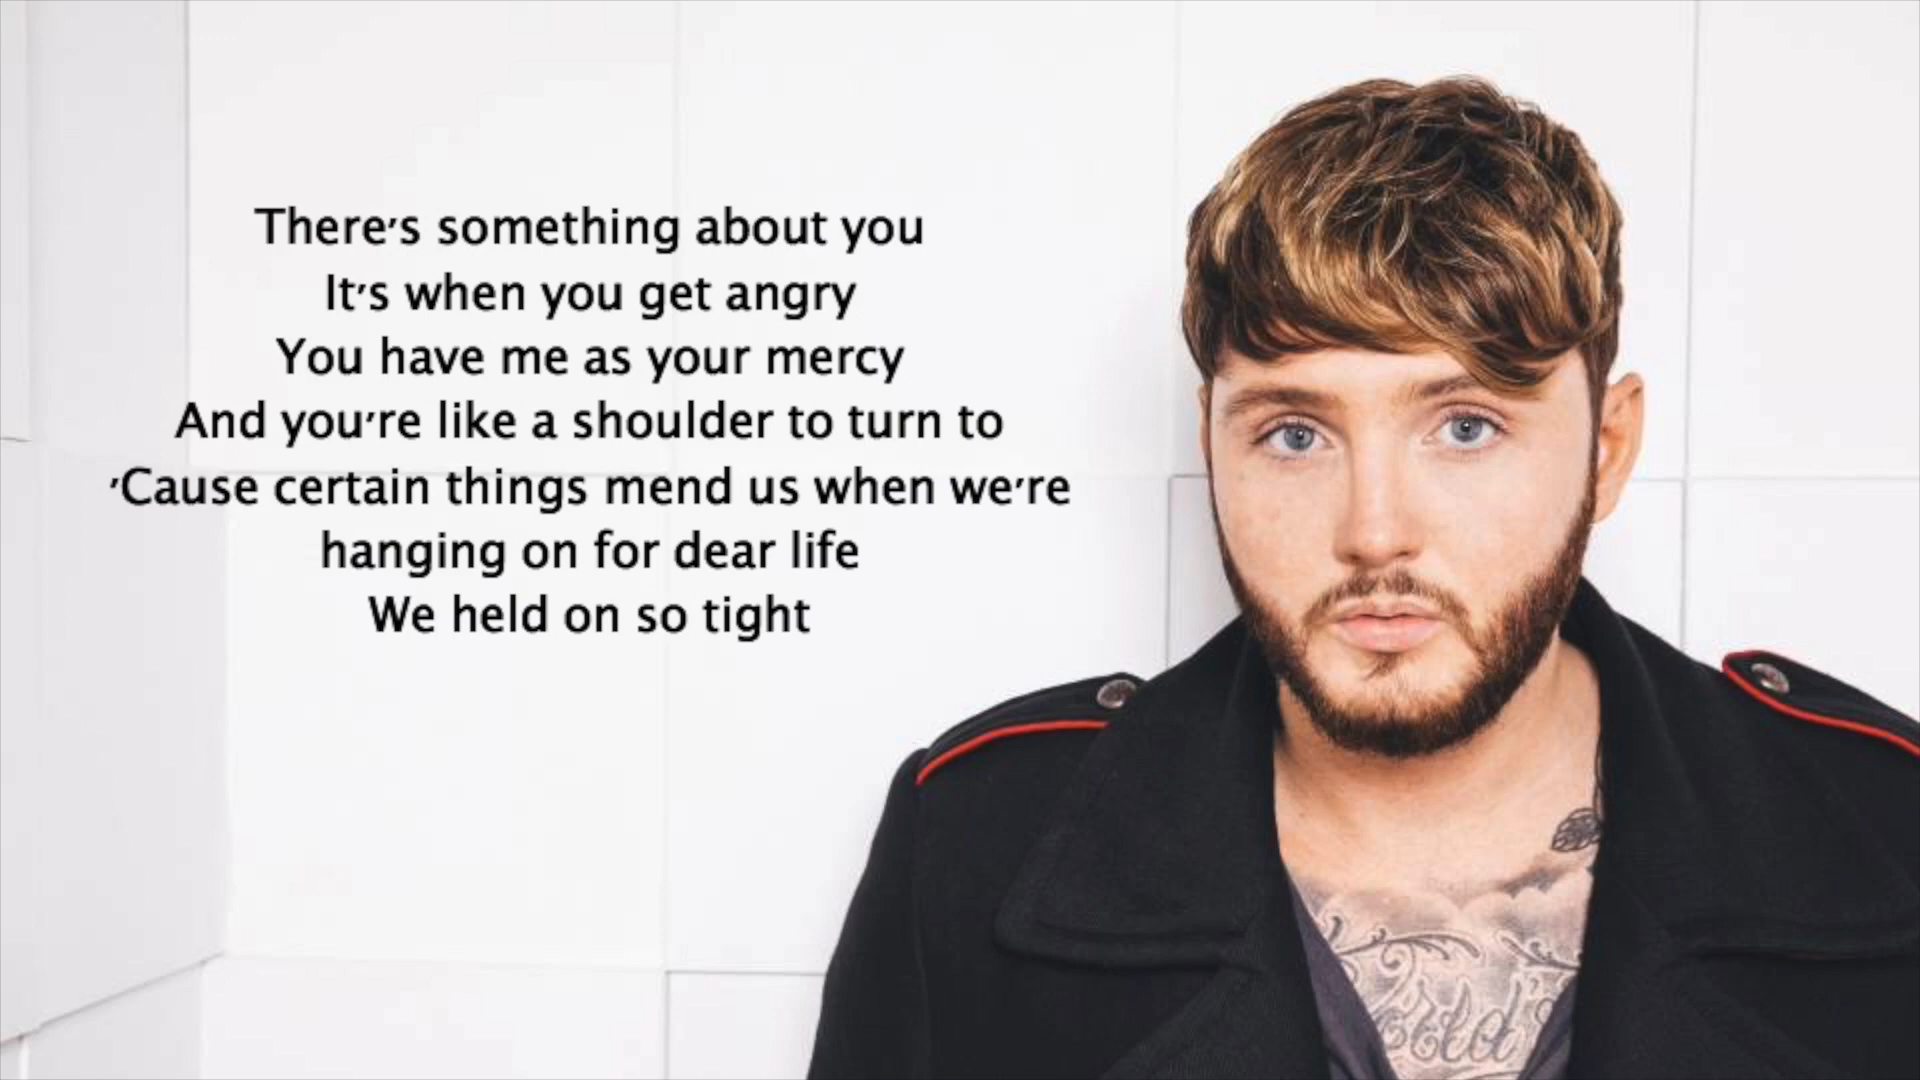 There's something about you
It's when you get angry
You have me as your mercy
And you're like a shoulder to turn to
'Cause certain things mend us when we're
hanging on for dear life
We held on so tight